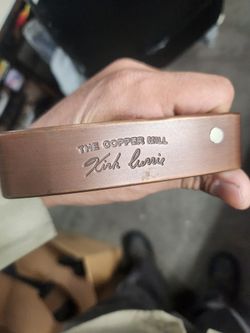 THE COPPER MILL
Kirk Currie